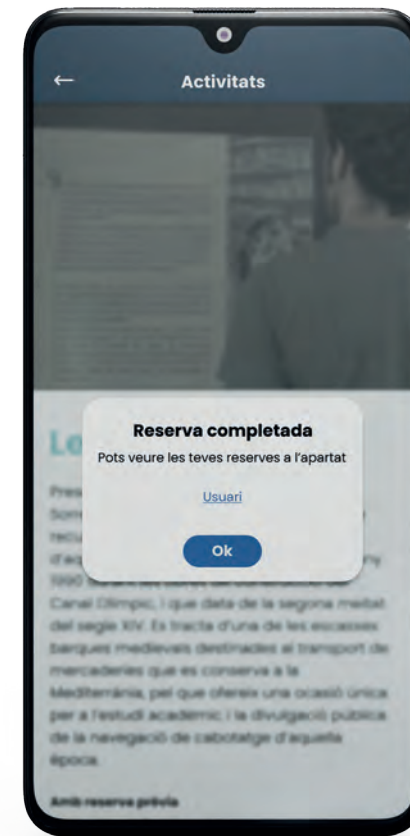 Activitats
Reserva completada
Pots veure les teves reserves a l'apartat
Usuari
Ok
Le
Canal Olímpic, i que data de la segona meitat
del segle XIV. Es tracta d'una de les escasses
barques medievals destinades al transport de
mercaderies que es conserva a la
Mediterrània, pel que ofereix una ocasió única
per a l'estudi acadèmic i la divulgació pública
de la navegació de cabotatge d'aquella
època.
Amb reserva prèvia